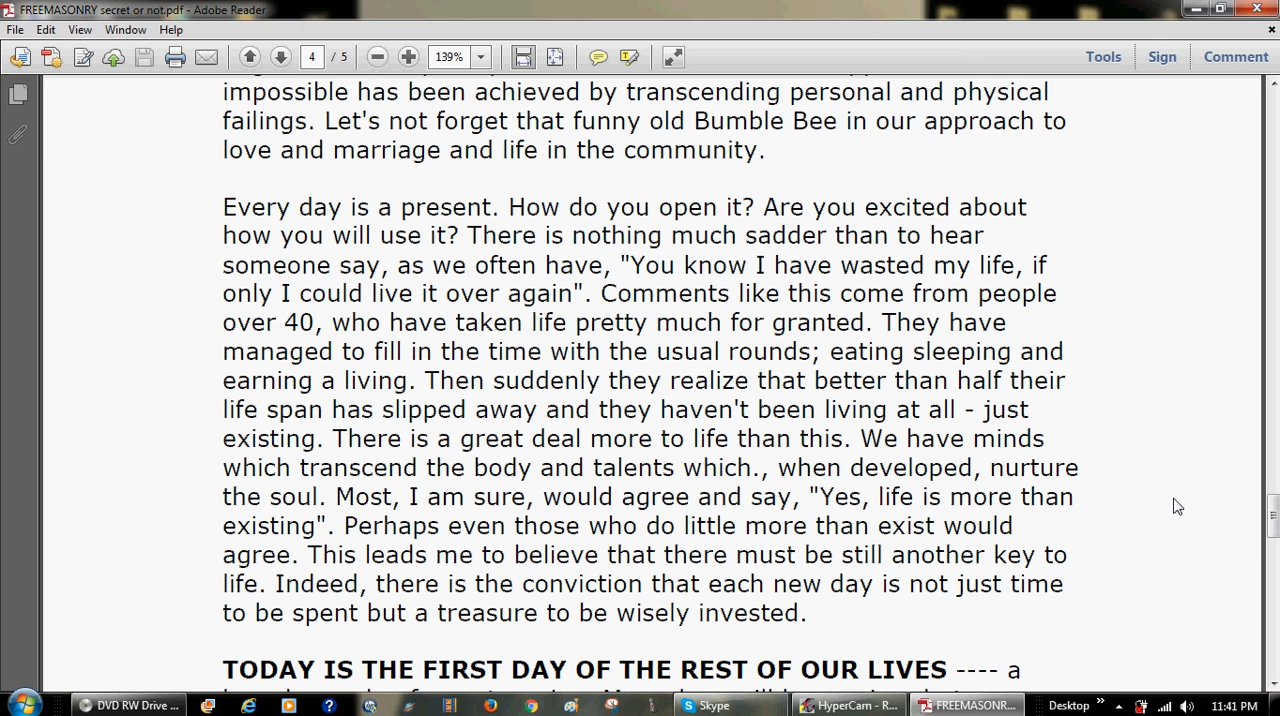 FREEMASONRY secret or not.pdf - Adobe Reader
File Edit View Window Help
4 / 5 139% Tools Sign Comment
impossible has been achieved by transcending personal and physical
failings. Let's not forget that funny old Bumble Bee in our approach to
love and marriage and life in the community.
Every day is a present. How do you open it? Are you excited about
how you will use it? There is nothing much sadder than to hear
someone say, as we often have, "You know I have wasted my life, if
only I could live it over again". Comments like this come from people
over 40, who have taken life pretty much for granted. They have
managed to fill in the time with the usual rounds; eating sleeping and
earning a living. Then suddenly they realize that better than half their
life span has slipped away and they haven't been living at all - just
existing. There is a great deal more to life than this. We have minds
which transcend the body and talents which., when developed, nurture
the soul. Most, I am sure, would agree and say, "Yes, life is more than
existing". Perhaps even those who do little more than exist would
agree. This leads me to believe that there must be still another key to
life. Indeed, there is the conviction that each new day is not just time
to be spent but a treasure to be wisely invested.
TODAY IS THE FIRST DAY OF THE REST OF OUR LIVES ---- a
DVD RW Drive ... Skype HyperCam - R... FREEMASONR... Desktop 11:41 PM